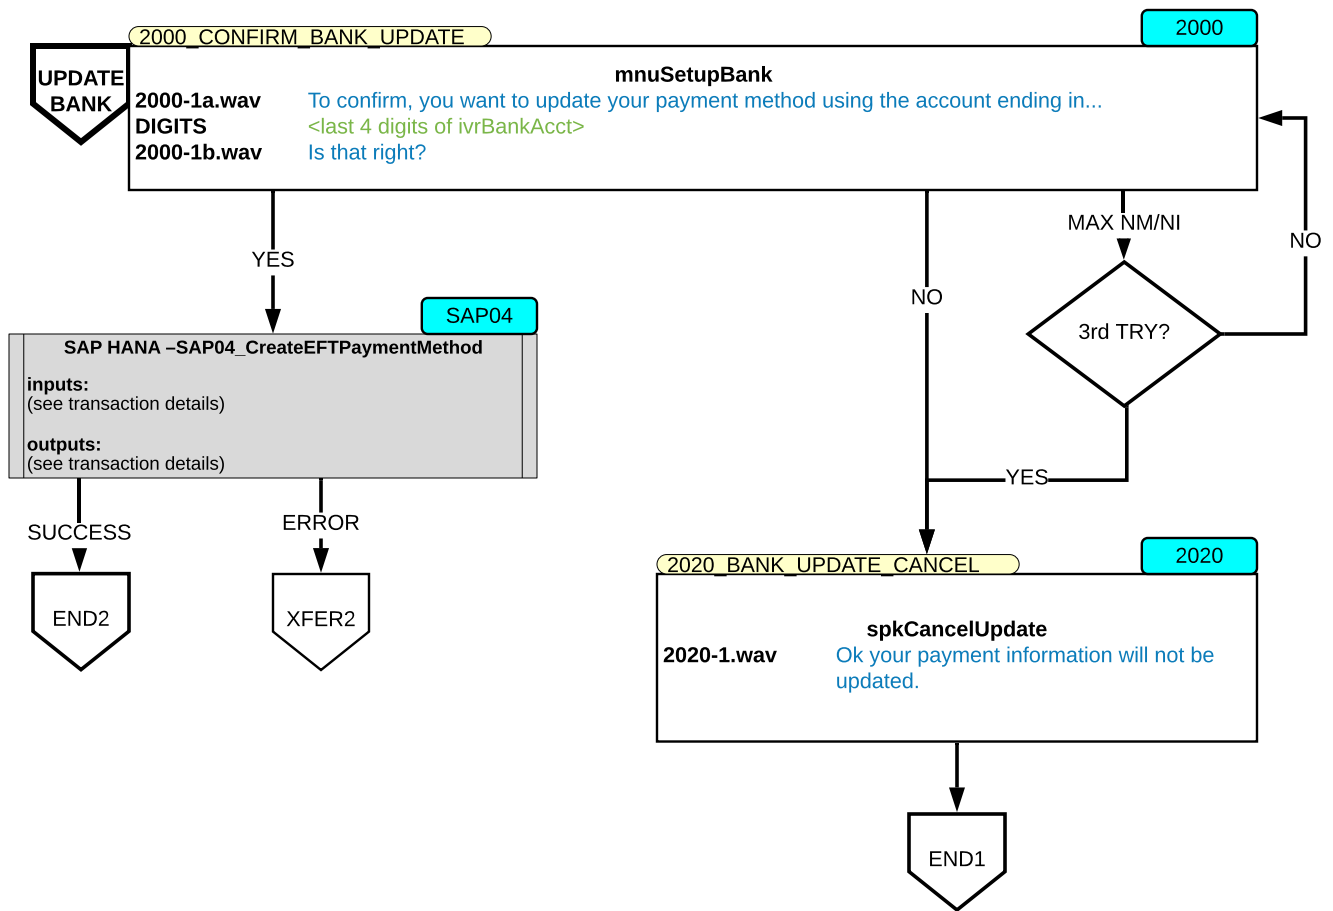 2000_CONFIRM_BANK_UPDATE
2000
UPDATE
BANK
mnuSetupBank
2000-1a.wav To confirm, you want to update your payment method using the account ending in...
DIGITS <last 4 digits of ivrBankAcct>
2000-1b.wav Is that right?
MAX NM/NI
NO
YES
NO
SAP04
3rd TRY?
SAP HANA –SAP04_CreateEFTPaymentMethod
inputs:
(see transaction details)
outputs:
(see transaction details)
YES
SUCCESS
ERROR
2020_BANK_UPDATE_CANCEL
2020
END2
XFER2
spkCancelUpdate
2020-1.wav Ok your payment information will not be
updated.
END1